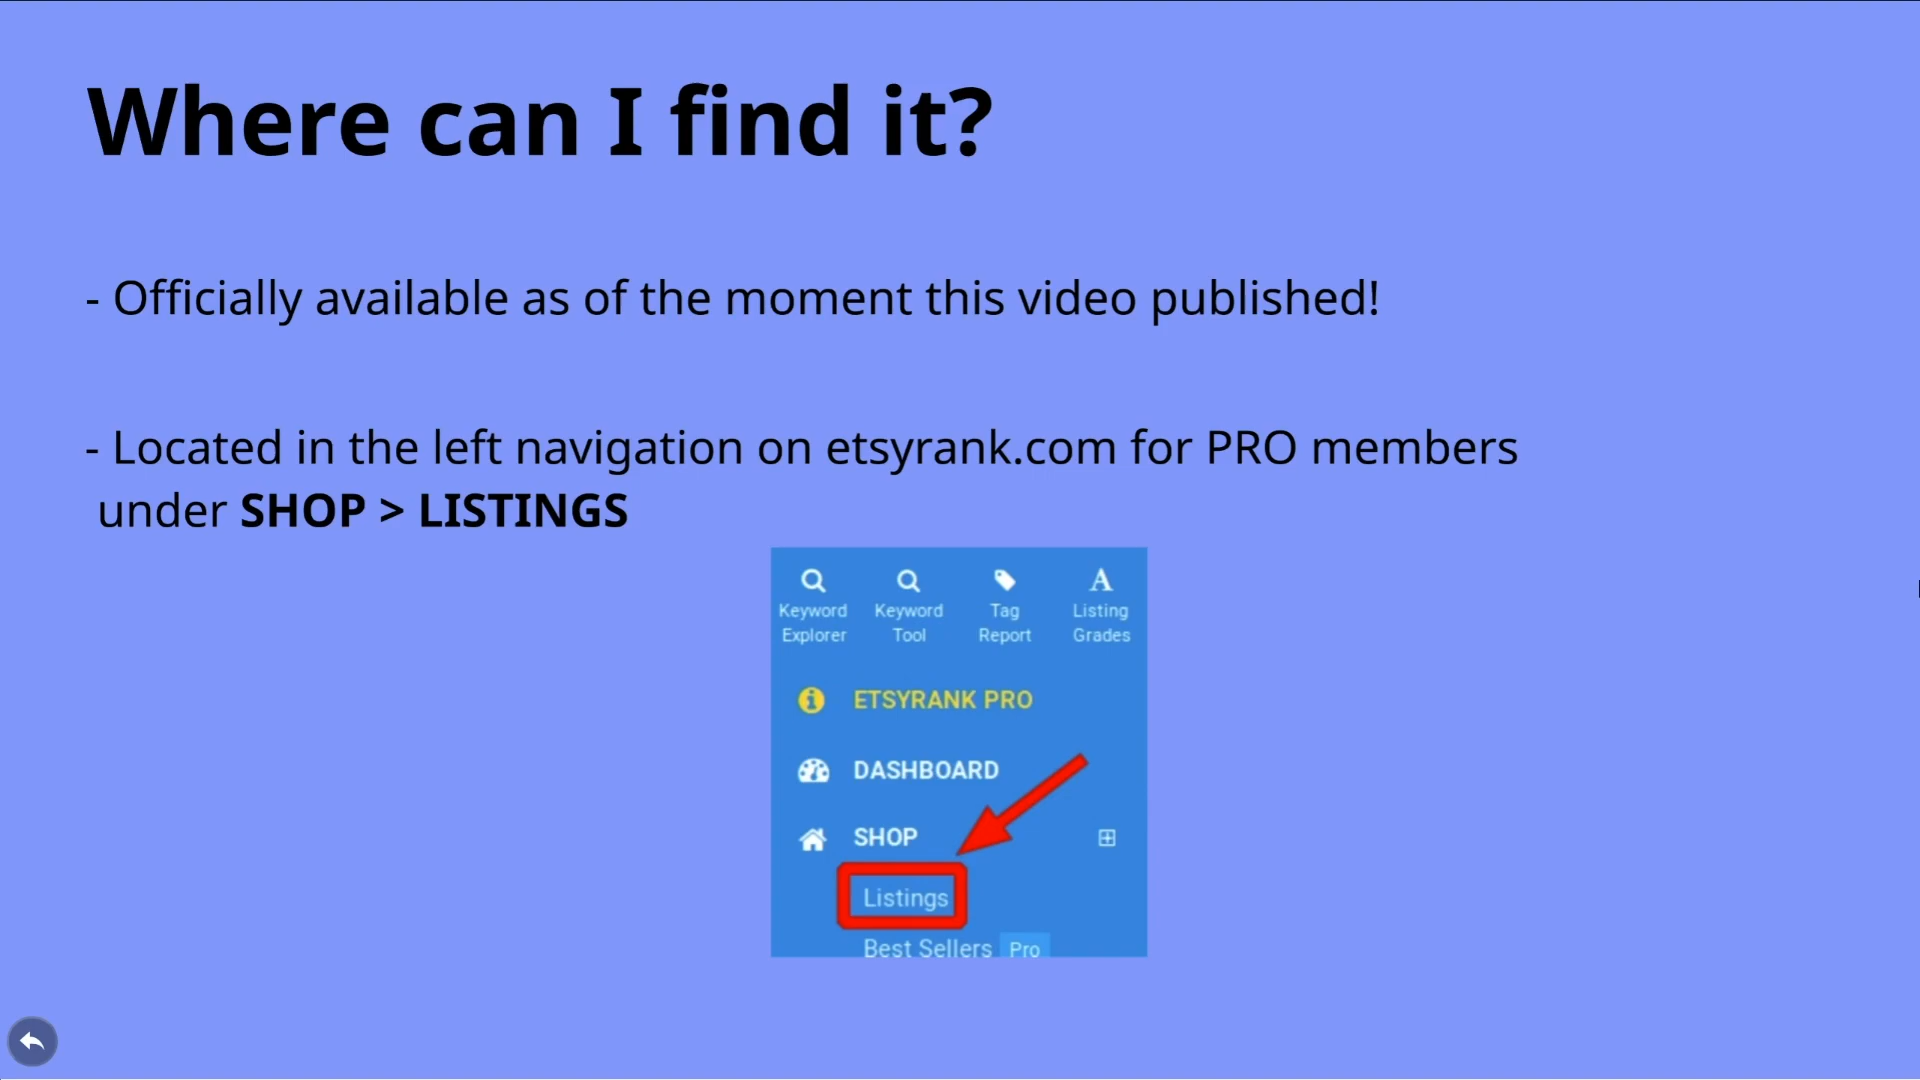 Where can I find it?
- Officially available as of the moment this video published!
- Located in the left navigation on etsyrank.com for PRO members
under SHOP > LISTINGS
Keyword Explorer
Keyword Tool
Tag Report
A
Listing Grades
ETSYRANK PRO
DASHBOARD
SHOP
Listings
Best Sellers Pro